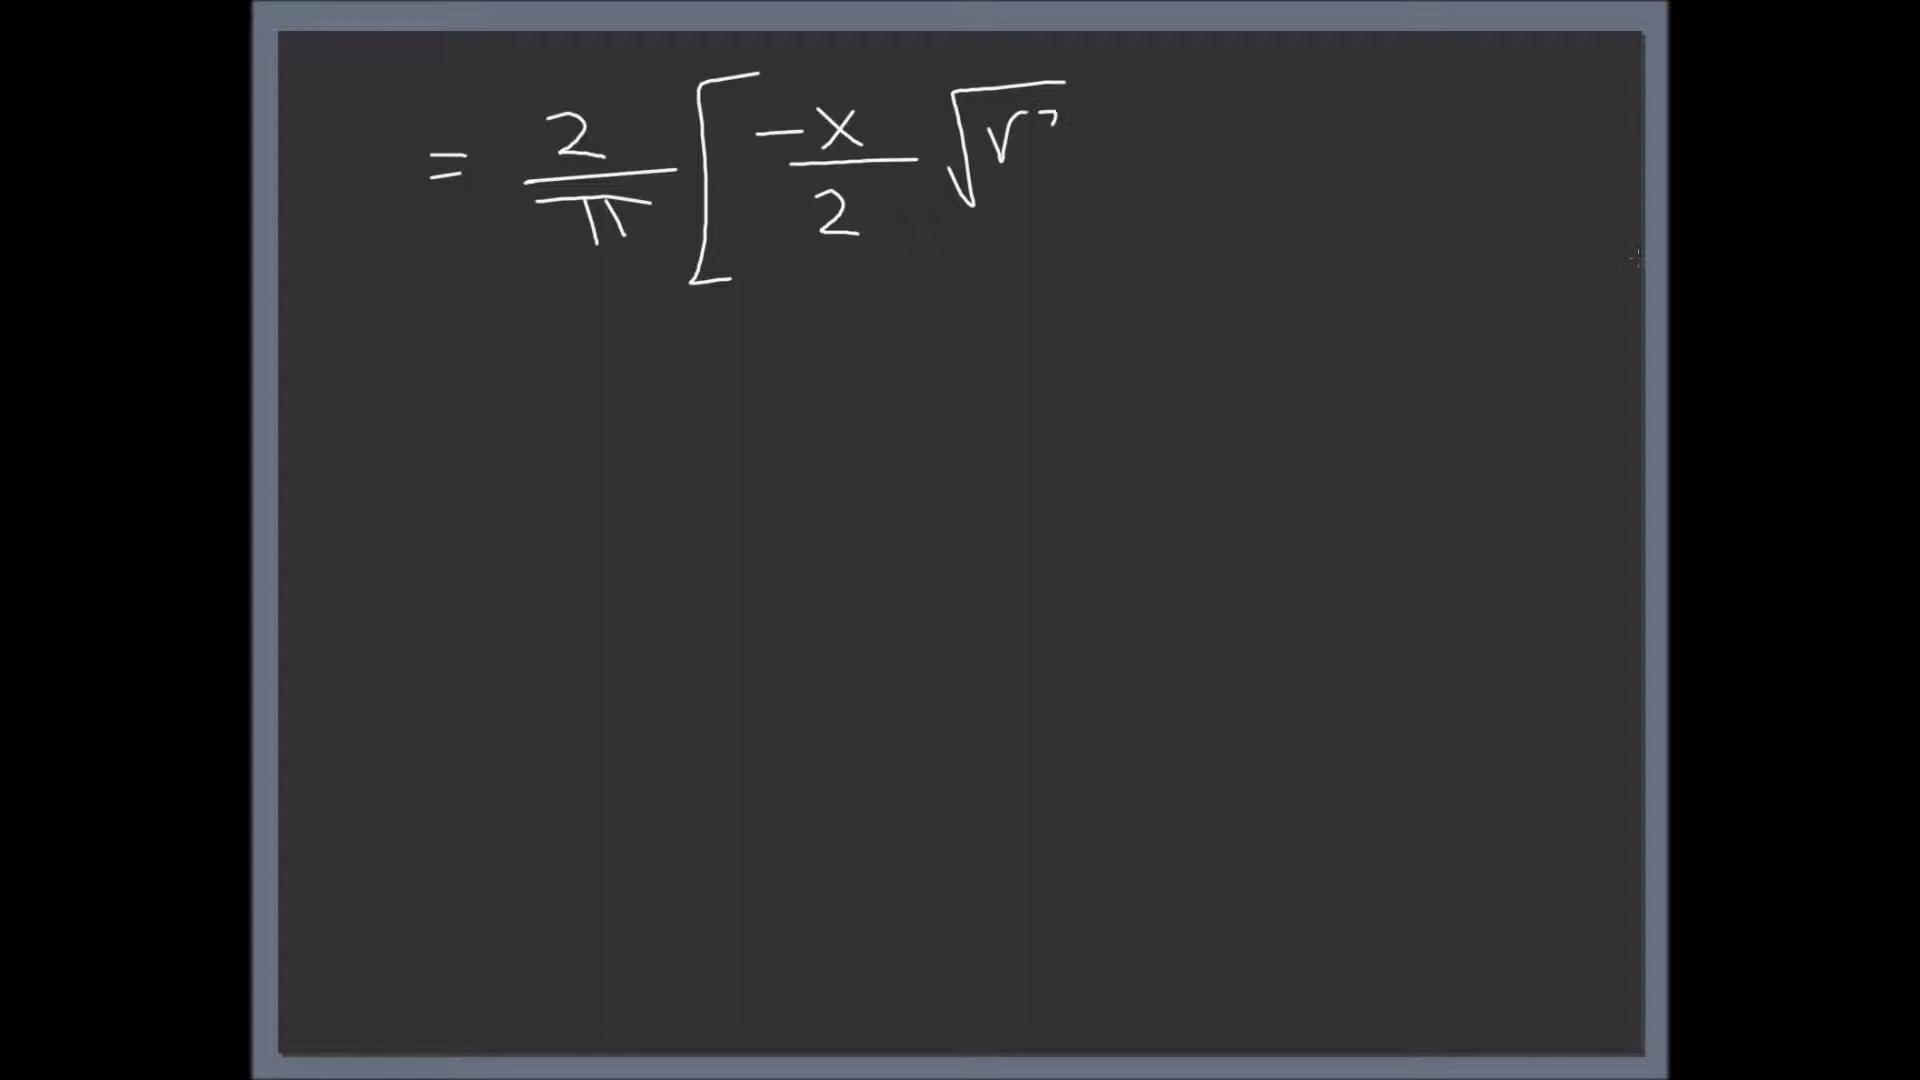 = 2/π [ -x/2 √r